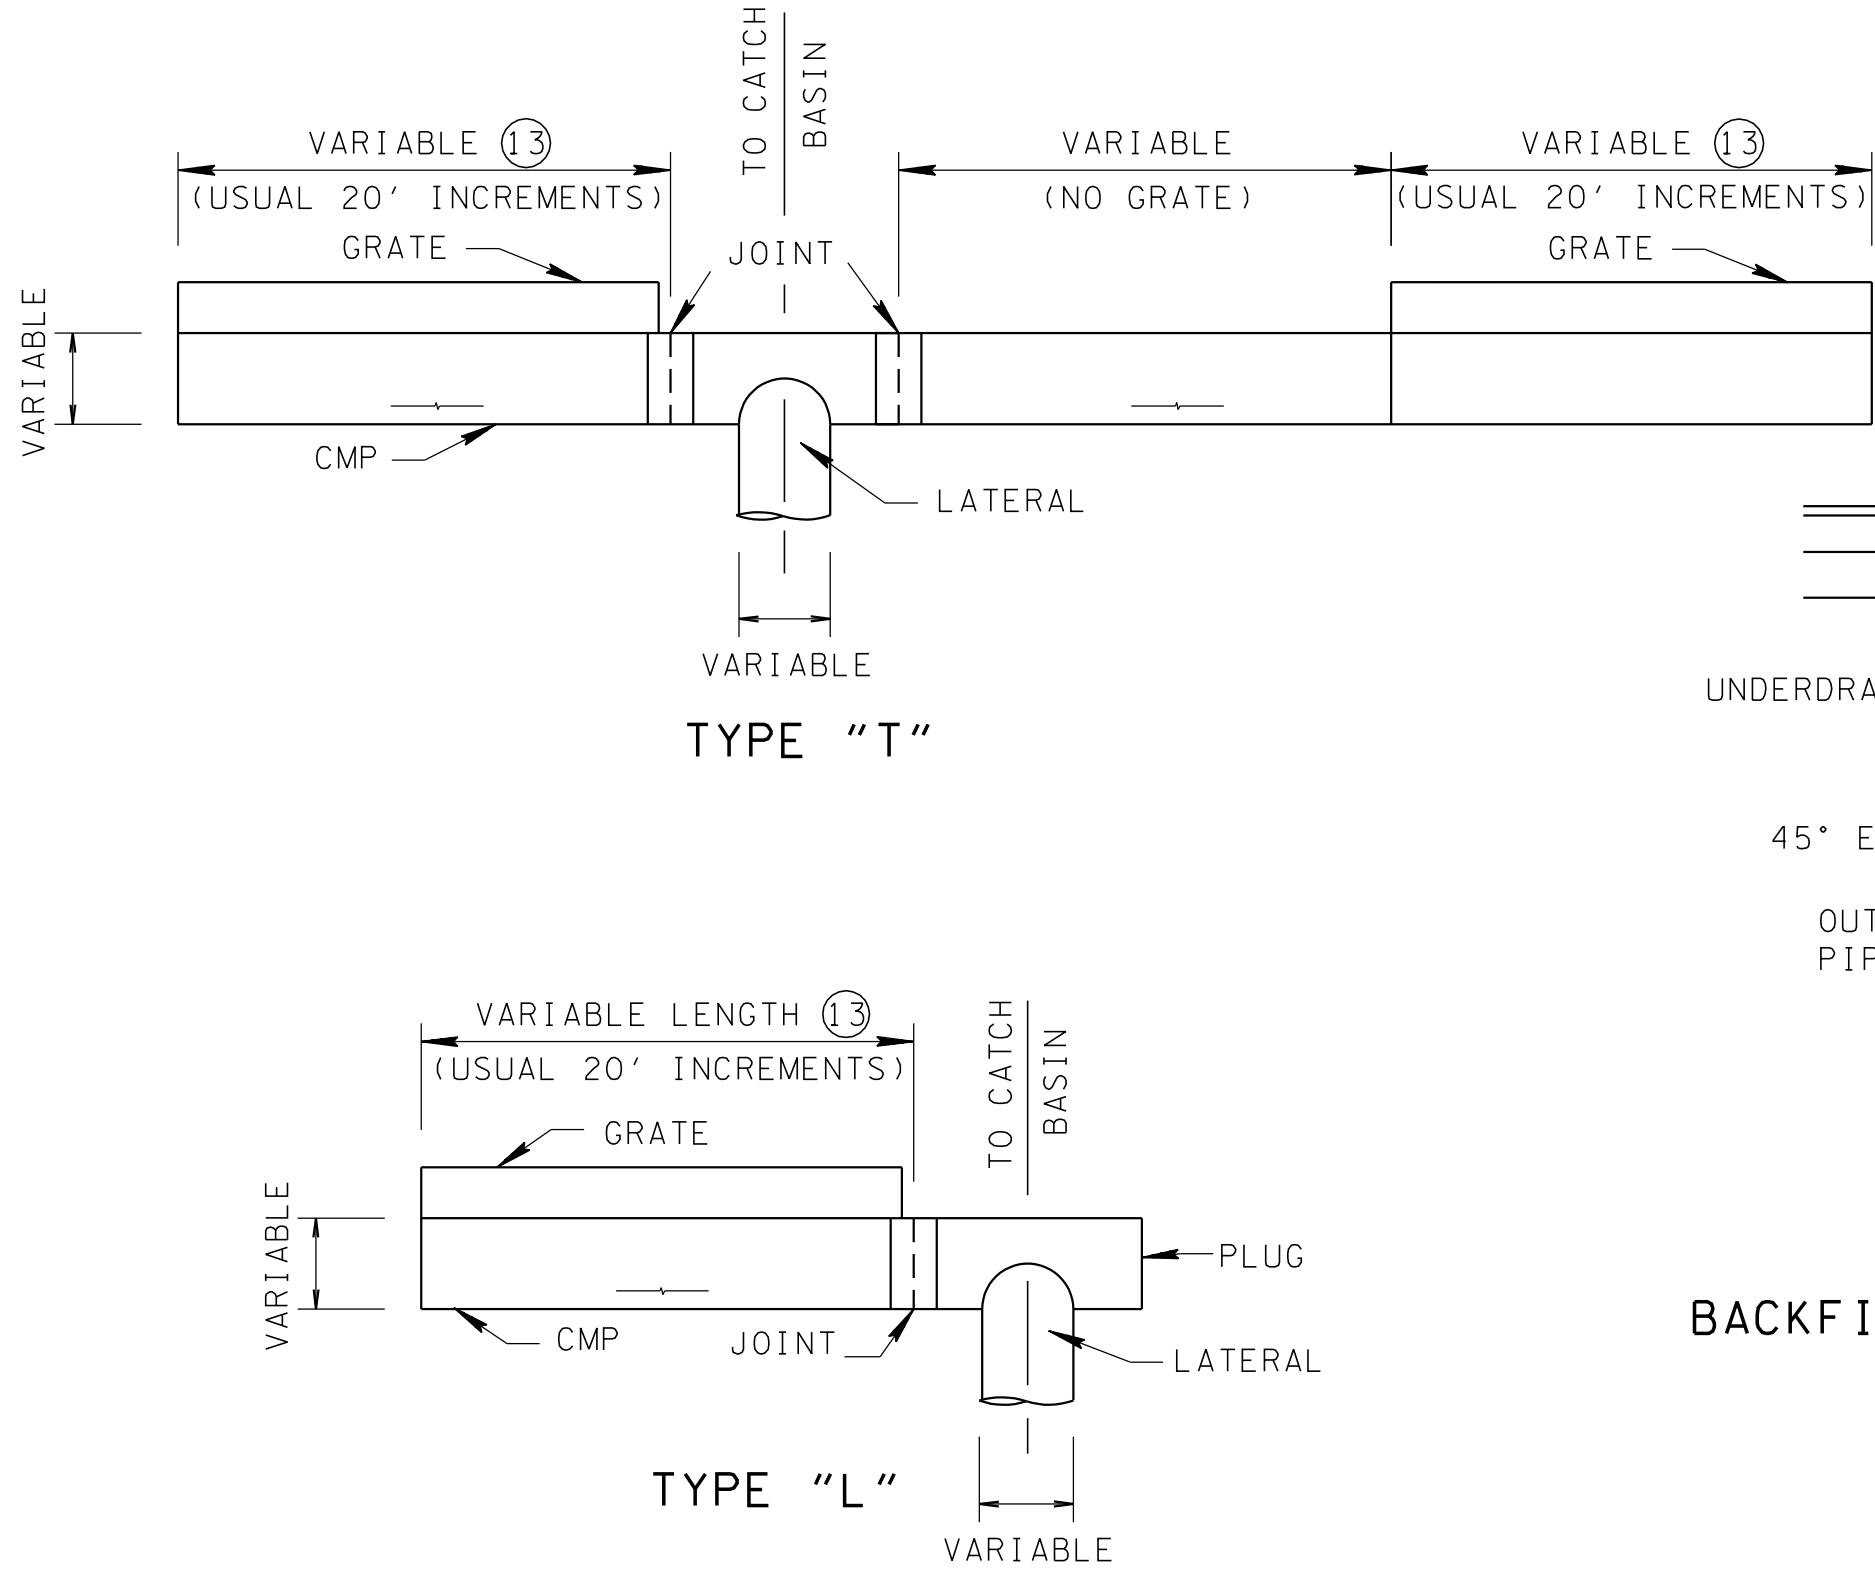 TO CATCH
BASIN
VARIABLE 13
(USUAL 20' INCREMENTS)
VARIABLE
(NO GRATE)
VARIABLE 13
(USUAL 20' INCREMENTS)
GRATE
JOINT
GRATE
VARIABLE
CMP
LATERAL
VARIABLE
TYPE "T"
UNDERDRA
45° E
OUT
PIP
VARIABLE LENGTH 13
(USUAL 20' INCREMENTS)
TO CATCH
BASIN
GRATE
VARIABLE
PLUG
CMP
JOINT
LATERAL
BACKFI
TYPE "L"
VARIABLE